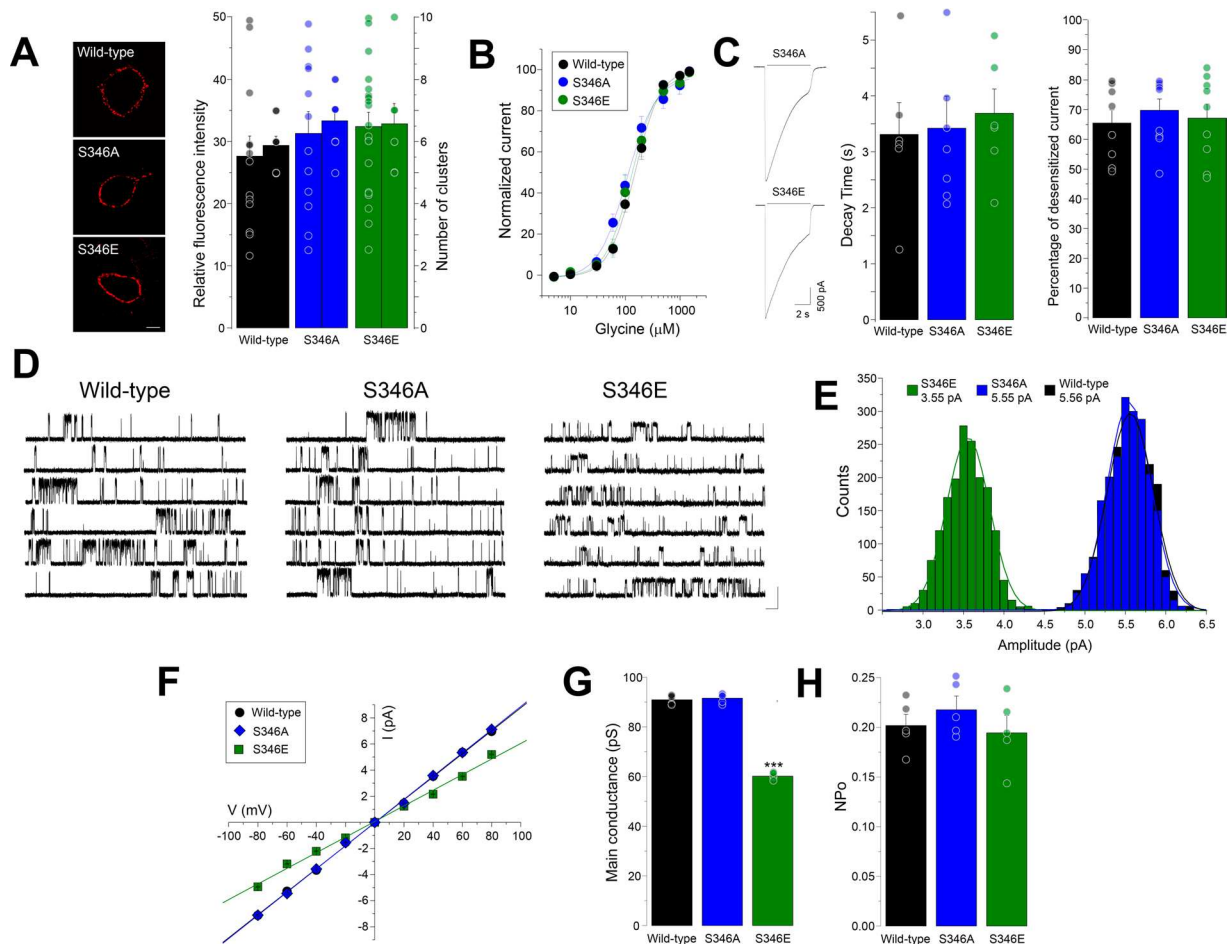 A
Wild-type
S346A
S346E
Relative fluorescence intensity
50
40
30
20
10
0
Number of clusters
10
8
6
4
2
0
Wild-type S346A S346E
B
Wild-type
S346A
S346E
Normalized current
100
80
60
40
20
0
10 100 1000
Glycine (μM)
C
S346A
S346E
500 pA
2 s
Decay Time (s)
6
5
4
3
2
1
0
Wild-type S346A S346E
Percentage of desensitized current
100
90
80
70
60
50
40
30
20
10
0
Wild-type S346A S346E
D
Wild-type S346A S346E
E
S346E S346A Wild-type
3.55 pA 5.55 pA 5.56 pA
Counts
350
300
250
200
150
100
50
0
3.0 3.5 4.0 4.5 5.0 5.5 6.0 6.5
Amplitude (pA)
F
Wild-type
S346A
S346E
I (pA)
8
6
4
2
V (mV)
-100 -80 -60 -40 -20 20 40 60 80 100
-2
-4
-6
-8
G
Main conductance (pS)
100
80
60
40
20
0
***
Wild-type S346A S346E
H
NPo
0.25
0.20
0.15
0.10
0.05
0.00
Wild-type S346A S346E